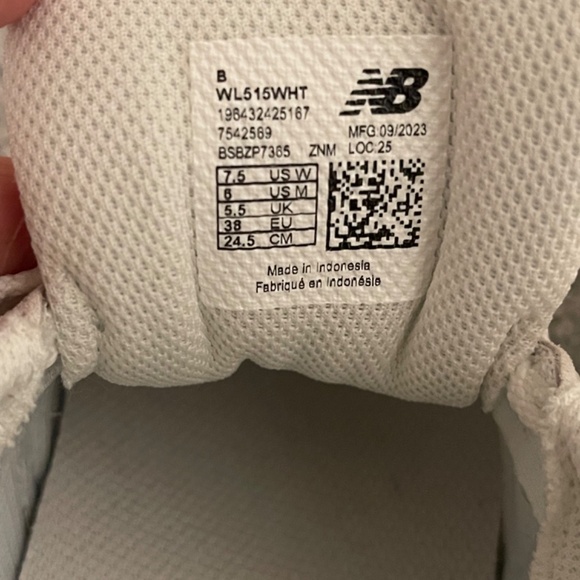 B
WL515WHT
196432425167
7542569 MFG:09/2023
BSBZP7365 ZNM LOC:25
7.5 US W
6 US M
5.5 UK
38 EU
24.5 CM
Made in Indonesia
Fabriqué en Indonésie
NB